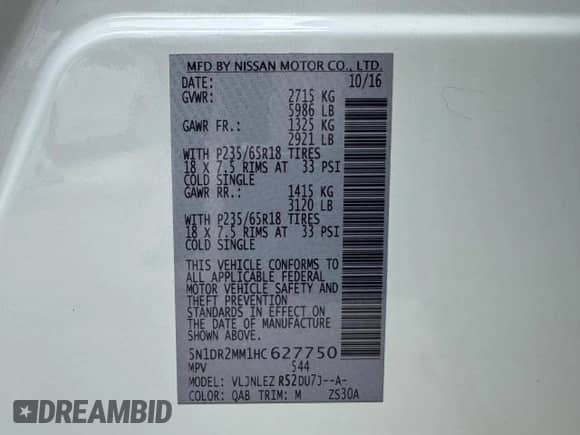 MFD BY NISSAN MOTOR CO., LTD.
DATE: 10/16
GVWR: 2715 KG
5986 LB
GAWR FR.: 1325 KG
2921 LB
WITH P235/65R18 TIRES
18 X 7.5 RIMS AT 33 PSI
COLD SINGLE
GAWR RR.: 1415 KG
3120 LB
WITH P235/65R18 TIRES
18 X 7.5 RIMS AT 33 PSI
COLD SINGLE
THIS VEHICLE CONFORMS TO
ALL APPLICABLE FEDERAL
MOTOR VEHICLE SAFETY AND
THEFT PREVENTION
STANDARDS IN EFFECT ON
THE DATE OF MANUFACTURE
SHOWN ABOVE.
5N1DR2MM1HC627750
MPV 544
MODEL: VLJNLEZ R52DU7J--A-
COLOR: QAB TRIM: M ZS30A
DREAMBID